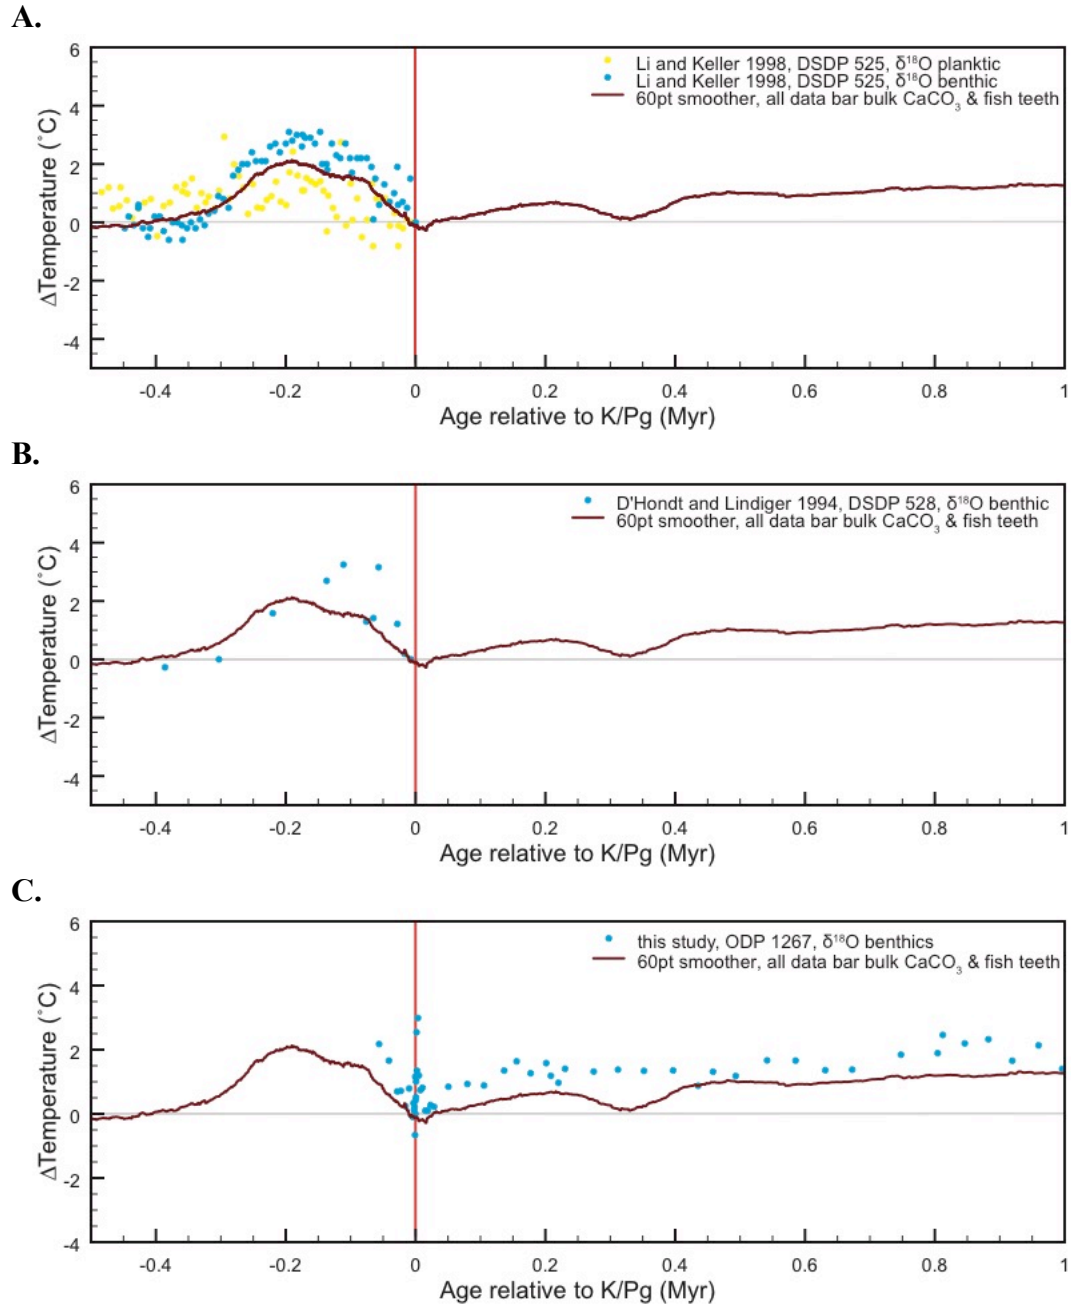 A.
6
Li and Keller 1998, DSDP 525, δ18O planktic
Li and Keller 1998, DSDP 525, δ18O benthic
60pt smoother, all data bar bulk CaCO3 & fish teeth
4
2
0
-2
-4
ΔTemperature (˚C)
-0.4 -0.2 0 0.2 0.4 0.6 0.8 1
Age relative to K/Pg (Myr)
B.
6
D'Hondt and Lindiger 1994, DSDP 528, δ18O benthic
60pt smoother, all data bar bulk CaCO3 & fish teeth
4
2
0
-2
-4
ΔTemperature (˚C)
-0.4 -0.2 0 0.2 0.4 0.6 0.8 1
Age relative to K/Pg (Myr)
C.
6
this study, ODP 1267, δ18O benthics
60pt smoother, all data bar bulk CaCO3 & fish teeth
4
2
0
-2
-4
ΔTemperature (˚C)
-0.4 -0.2 0 0.2 0.4 0.6 0.8 1
Age relative to K/Pg (Myr)